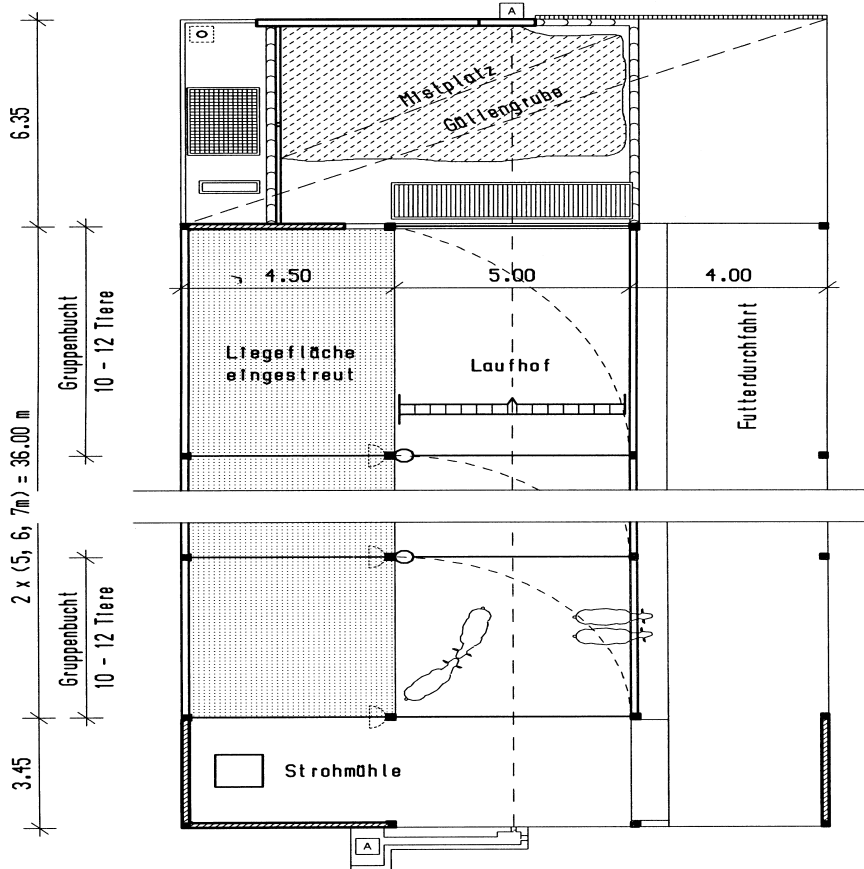 A
O
6.35
Mistplatz
Güllengrube
4.50
5.00
4.00
Gruppenbucht
10 - 12 Tiere
Liegefläche
eingestreut
Laufhof
Futterdurchfahrt
2 x (5, 6, 7m) = 36.00 m
Gruppenbucht
10 - 12 Tiere
3.45
Strohmühle
A